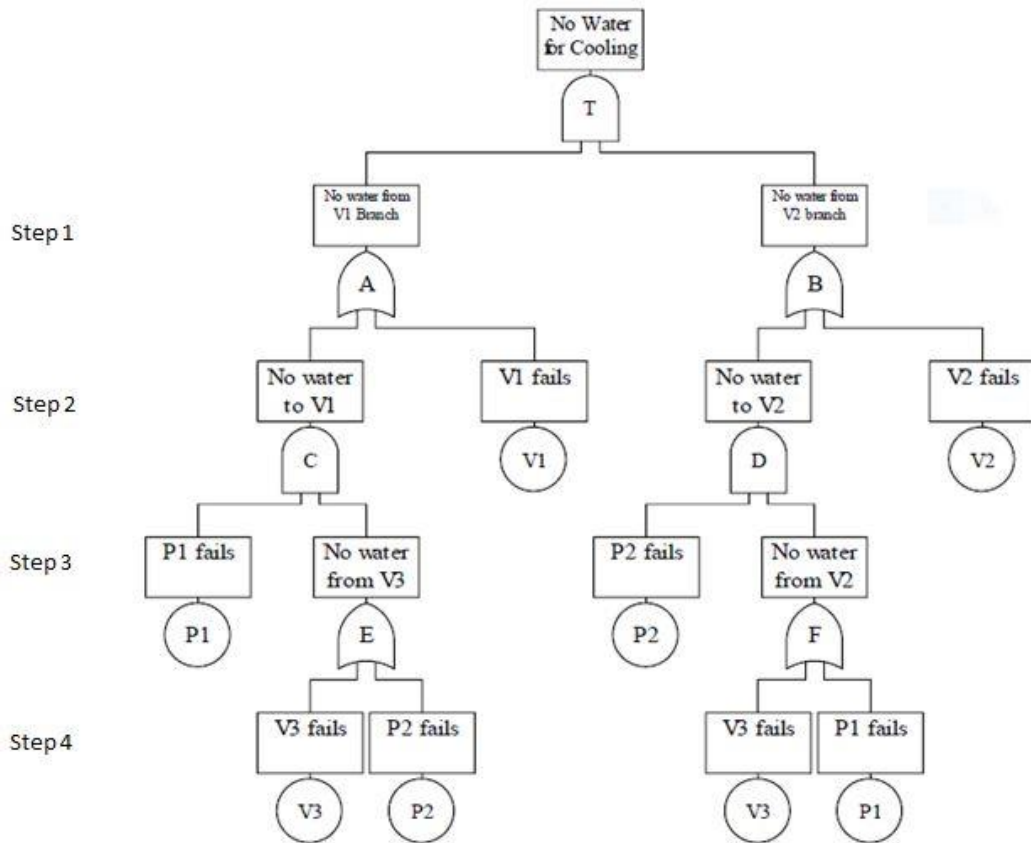 No Water
for Cooling
T
No water from
V1 Branch
No water from
V2 branch
Step 1
A
B
No water
to V1
V1 fails
No water
to V2
V2 fails
Step 2
C
V1
D
V2
P1 fails
No water
from V3
P2 fails
No water
from V2
Step 3
P1
E
P2
F
V3 fails
P2 fails
V3 fails
P1 fails
Step 4
V3
P2
V3
P1